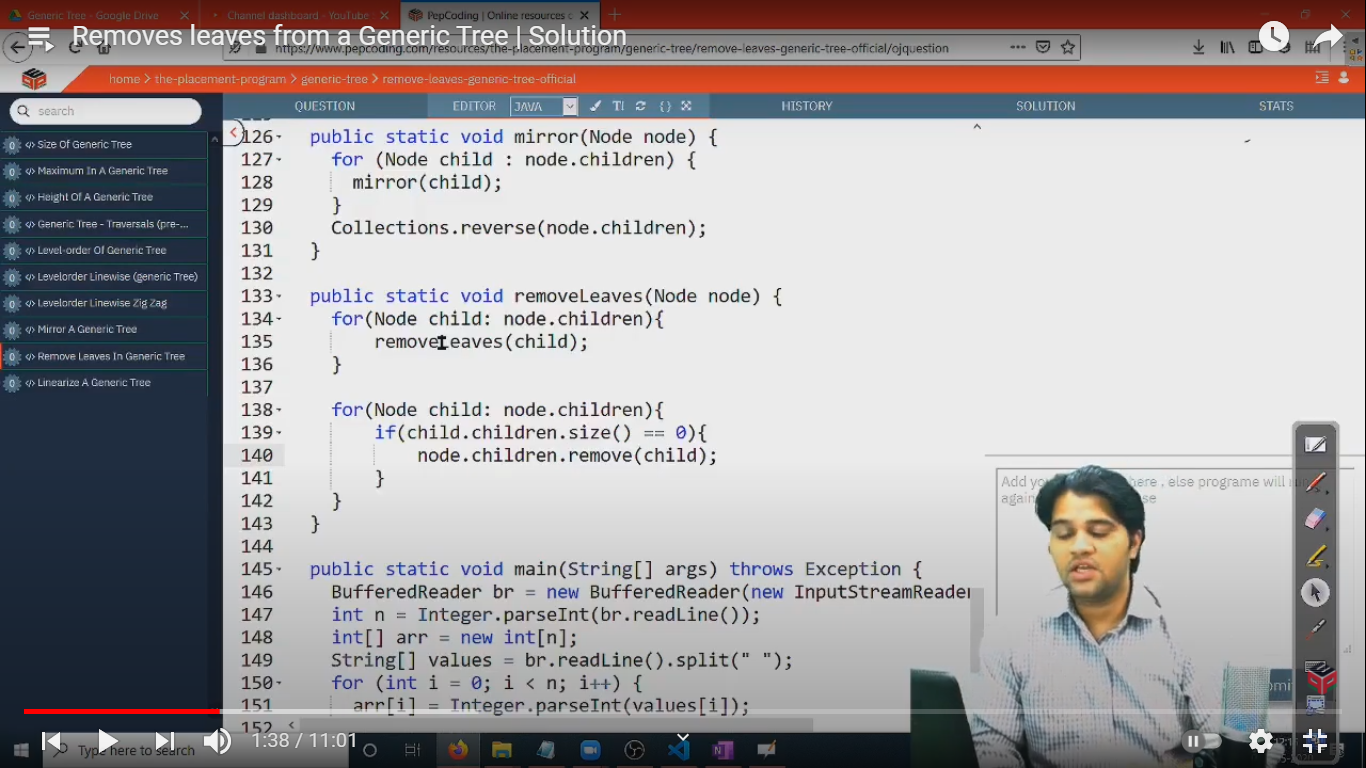 Generic Tree - Google Drive
Channel dashboard - YouTube
PepCoding | Online resources
Removes leaves from a Generic Tree | Solution
https://www.pepcoding.com/resources/the-placement-program/generic-tree/remove-leaves-generic-tree-official/ojquestion
home > the-placement-program > generic-tree > remove-leaves-generic-tree-official
search
QUESTION
EDITOR
JAVA
HISTORY
SOLUTION
STATS
0 </> Size Of Generic Tree
0 </> Maximum In A Generic Tree
0 </> Height Of A Generic Tree
0 </> Generic Tree - Traversals (pre-...
0 </> Level-order Of Generic Tree
0 </> Levelorder Linewise (generic Tree)
0 </> Levelorder Linewise Zig Zag
0 </> Mirror A Generic Tree
0 </> Remove Leaves In Generic Tree
0 </> Linearize A Generic Tree
126 public static void mirror(Node node) {
127 for (Node child : node.children) {
128 mirror(child);
129 }
130 Collections.reverse(node.children);
131 }
132
133 public static void removeLeaves(Node node) {
134 for(Node child: node.children){
135 removeLeaves(child);
136 }
137
138 for(Node child: node.children){
139 if(child.children.size() == 0){
140 node.children.remove(child);
141 }
142 }
143 }
144
145 public static void main(String[] args) throws Exception {
146 BufferedReader br = new BufferedReader(new InputStreamReader
147 int n = Integer.parseInt(br.readLine());
148 int[] arr = new int[n];
149 String[] values = br.readLine().split(" ");
150 for (int i = 0; i < n; i++) {
151 arr[i] = Integer.parseInt(values[i]);
152
Add here , else programe will
again
1:38 / 11:01
Type here to search